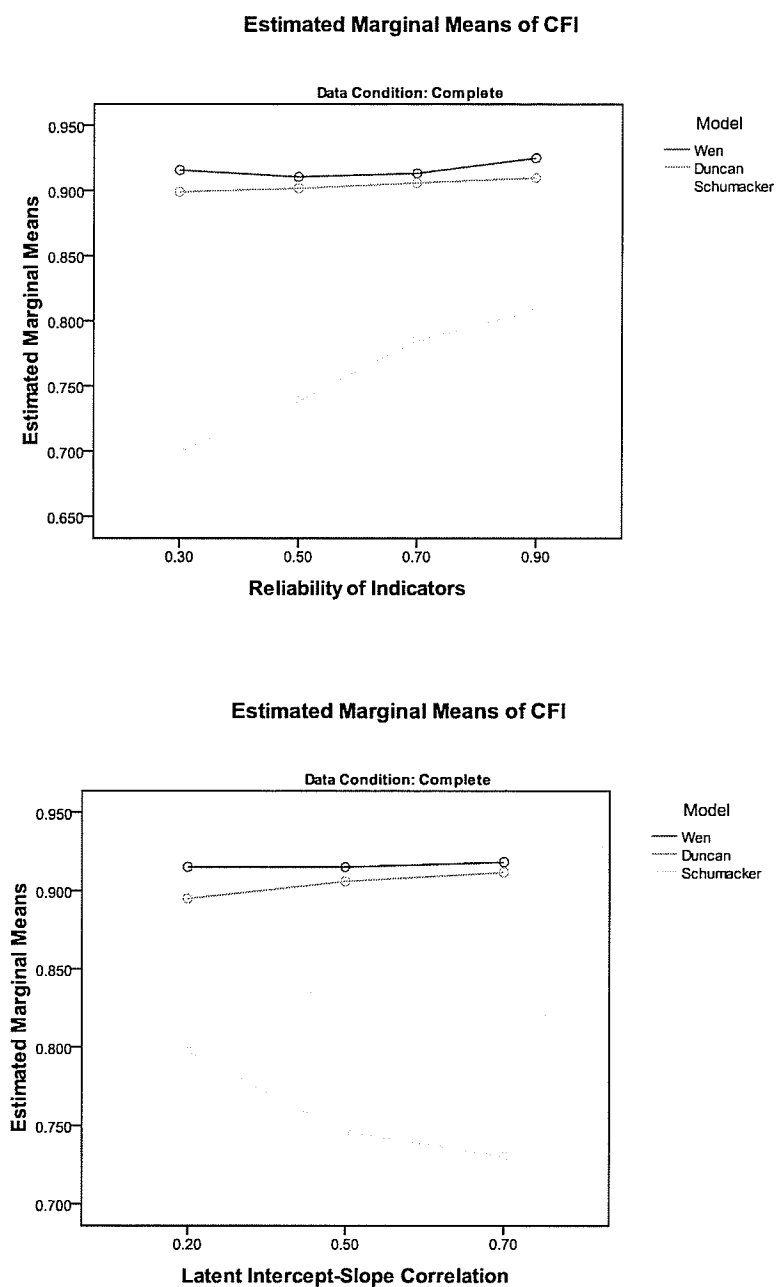 Estimated Marginal Means of CFI
Data Condition: Complete
0.950
0.900
0.850
0.800
0.750
0.700
0.650
Estimated Marginal Means
0.30
0.50
0.70
0.90
Reliability of Indicators
Model
Wen
Duncan
Schumacker
Estimated Marginal Means of CFI
Data Condition: Complete
0.950
0.900
0.850
0.800
0.750
0.700
Estimated Marginal Means
0.20
0.50
0.70
Latent Intercept-Slope Correlation
Model
Wen
Duncan
Schumacker